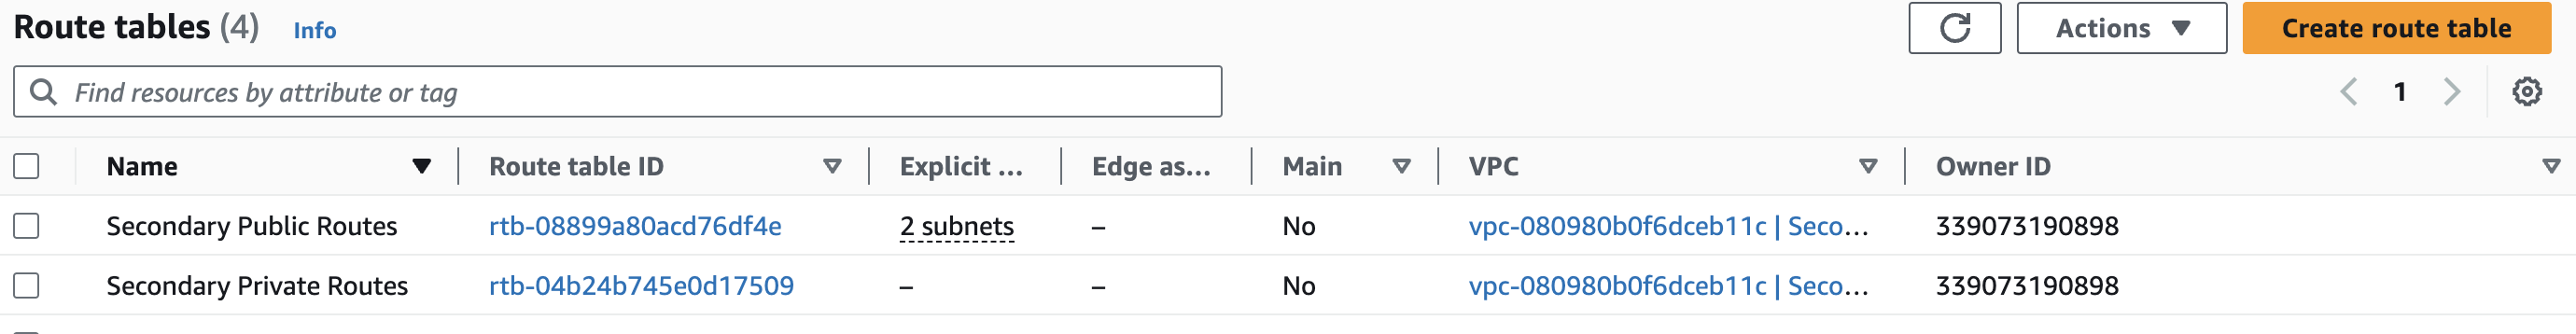 Route tables (4) Info Actions Create route table
Find resources by attribute or tag 1
Name Route table ID Explicit ... Edge as... Main VPC Owner ID
Secondary Public Routes rtb-08899a80acd76df4e 2 subnets – – No vpc-080980b0f6dceb11c | Seco... 339073190898
Secondary Private Routes rtb-04b24b745e0d17509 – – No vpc-080980b0f6dceb11c | Seco... 339073190898